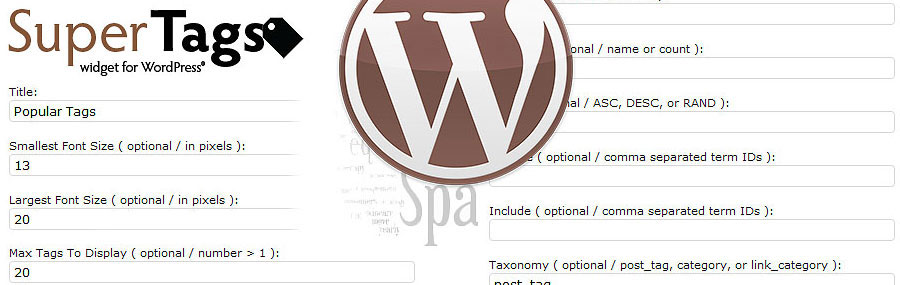 SuperTags
widget for WordPress®
Title:
Popular Tags
Smallest Font Size ( optional / in pixels ):
13
Largest Font Size ( optional / in pixels ):
20
Max Tags To Display ( optional / number > 1 ):
20
W
Spa
onal / name or count ):
al / ASC, DESC, or RAND ):
( optional / comma separated term IDs ):
Include ( optional / comma separated term IDs ):
Taxonomy ( optional / post_tag, category, or link_category ):
post_tag